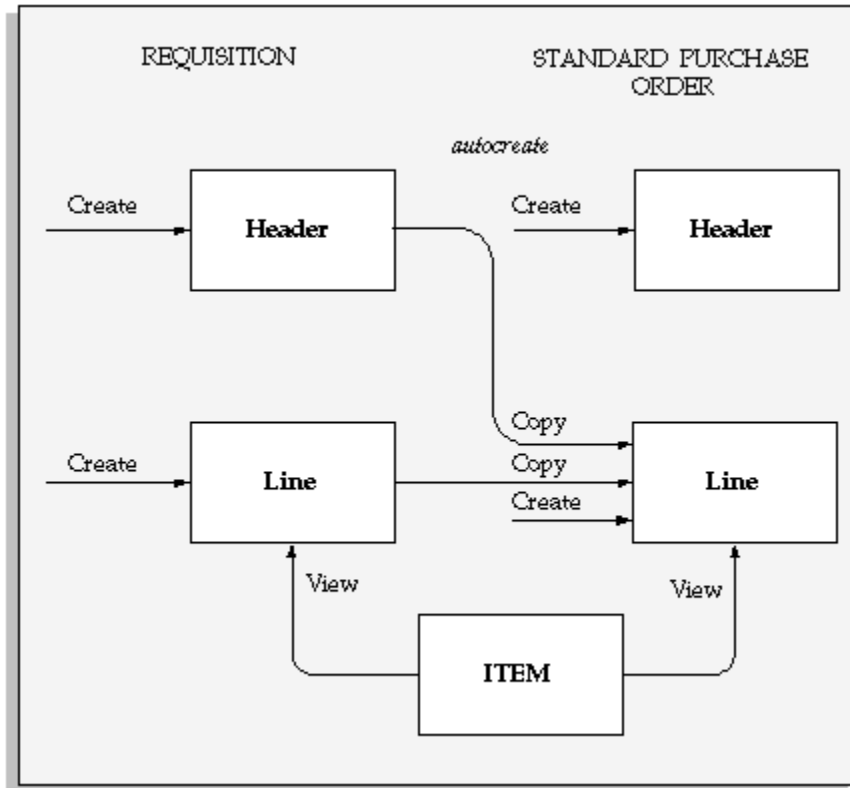 REQUISITION
STANDARD PURCHASE
ORDER
autocreate
Create
Header
Create
Header
Create
Line
Copy
Copy
Create
Line
View
View
ITEM